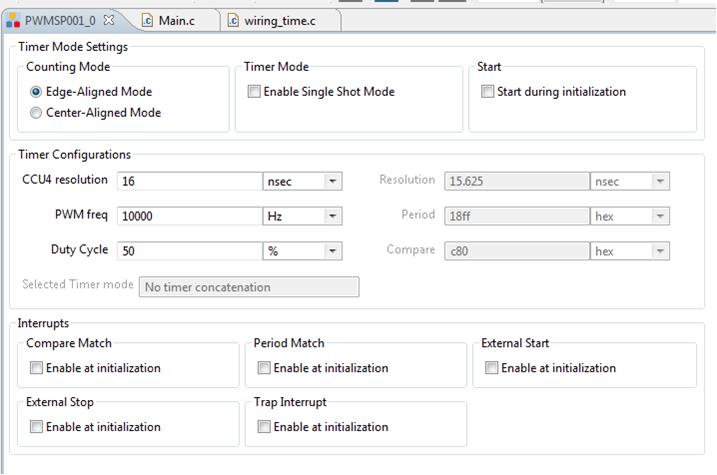 PWMSP001_0 Main.c wiring_time.c
Timer Mode Settings
Counting Mode Timer Mode Start
Edge-Aligned Mode Enable Single Shot Mode Start during initialization
Center-Aligned Mode
Timer Configurations
CCU4 resolution 16 nsec Resolution 15.625 nsec
PWM freq 10000 Hz Period 18ff hex
Duty Cycle 50 % Compare c80 hex
Selected Timer mode No timer concatenation
Interrupts
Compare Match Period Match External Start
Enable at initialization Enable at initialization Enable at initialization
External Stop Trap Interrupt
Enable at initialization Enable at initialization